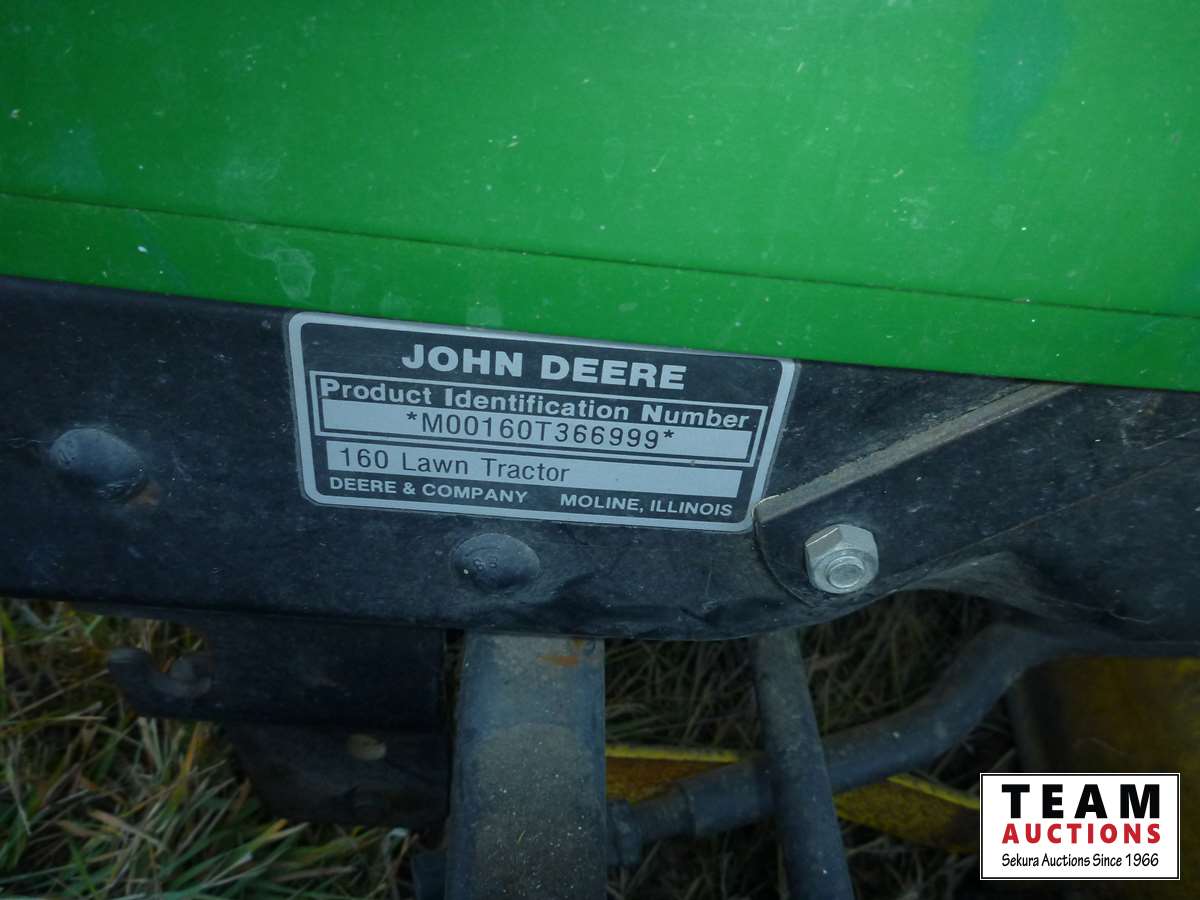 JOHN DEERE
Product Identification Number
*M00160T366999*
160 Lawn Tractor
DEERE & COMPANY MOLINE, ILLINOIS
TEAM
AUCTIONS
Sekura Auctions Since 1966